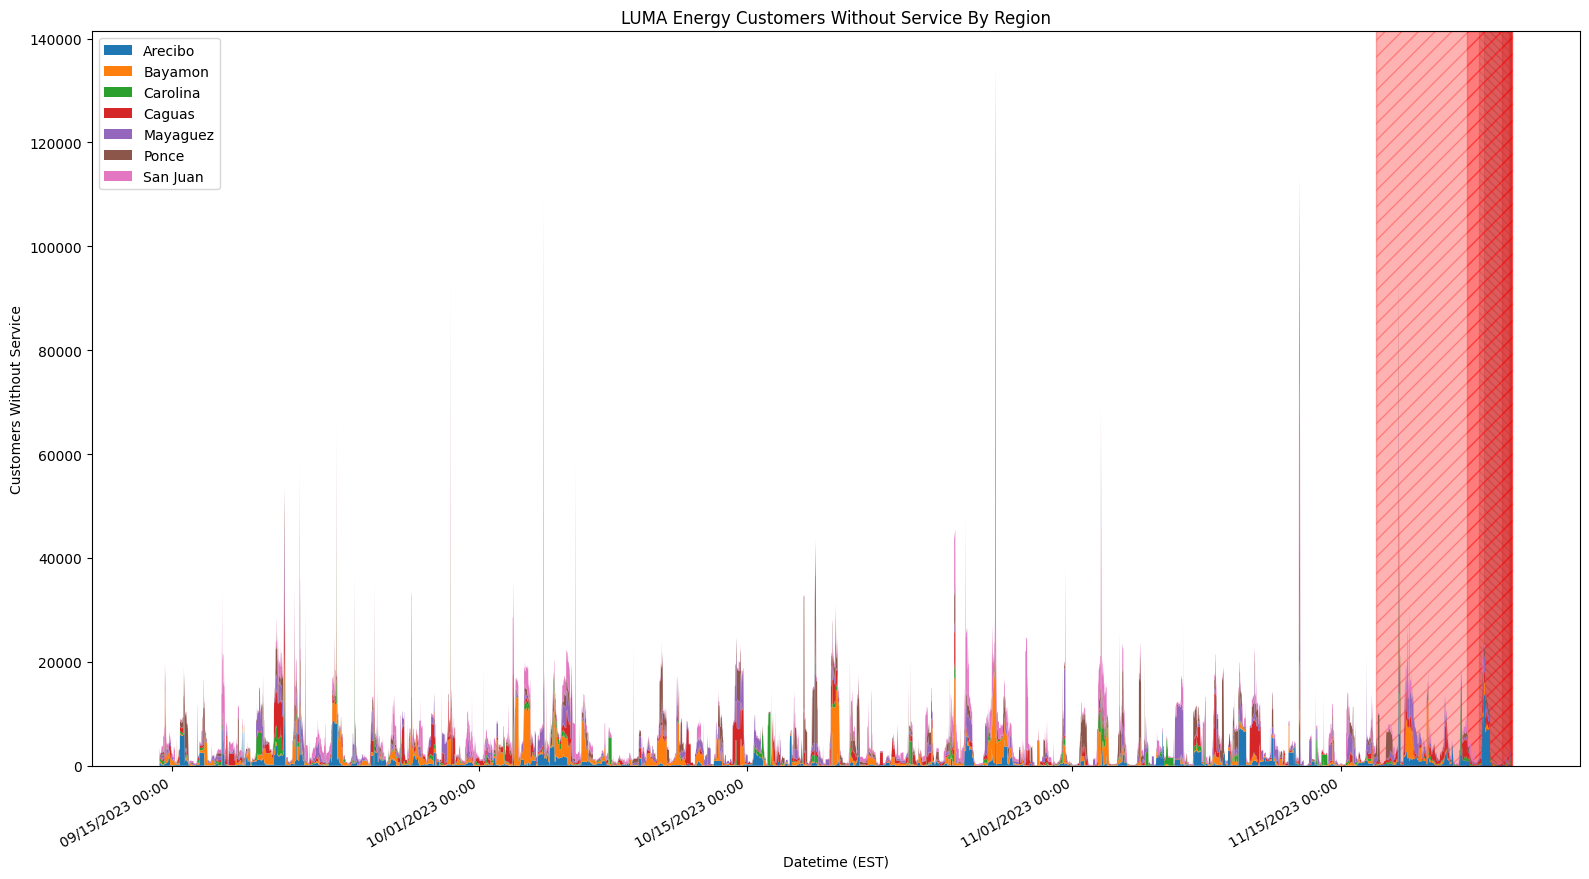 LUMA Energy Customers Without Service By Region
140000
120000
100000
80000
60000
40000
20000
0
Customers Without Service
Arecibo
Bayamon
Carolina
Caguas
Mayaguez
Ponce
San Juan
09/15/2023 00:00
10/01/2023 00:00
10/15/2023 00:00
11/01/2023 00:00
11/15/2023 00:00
Datetime (EST)